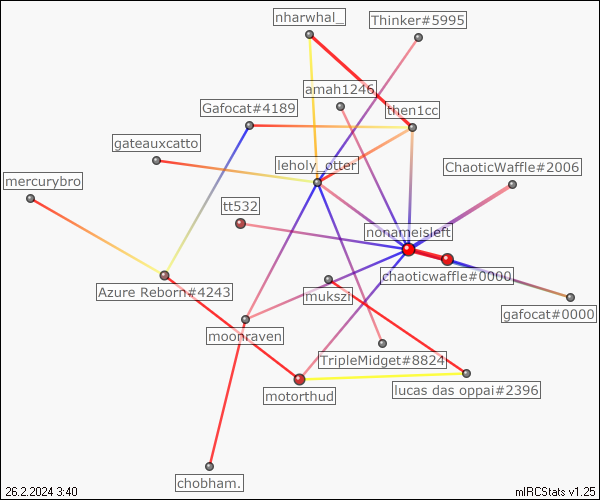 nharwhal_
Thinker#5995
amah1246
Gafocat#4189
then1cc
gateauxcatto
leholy_otter
ChaoticWaffle#2006
mercurybro
tt532
nonameisleft
chaoticwaffle#0000
Azure Reborn#4243
mukszi
gafocat#0000
moonraven
TripleMidget#8824
motorthud
lucas das oppai#2396
chobham.
26.2.2024 3:40
mIRCStats v1.25